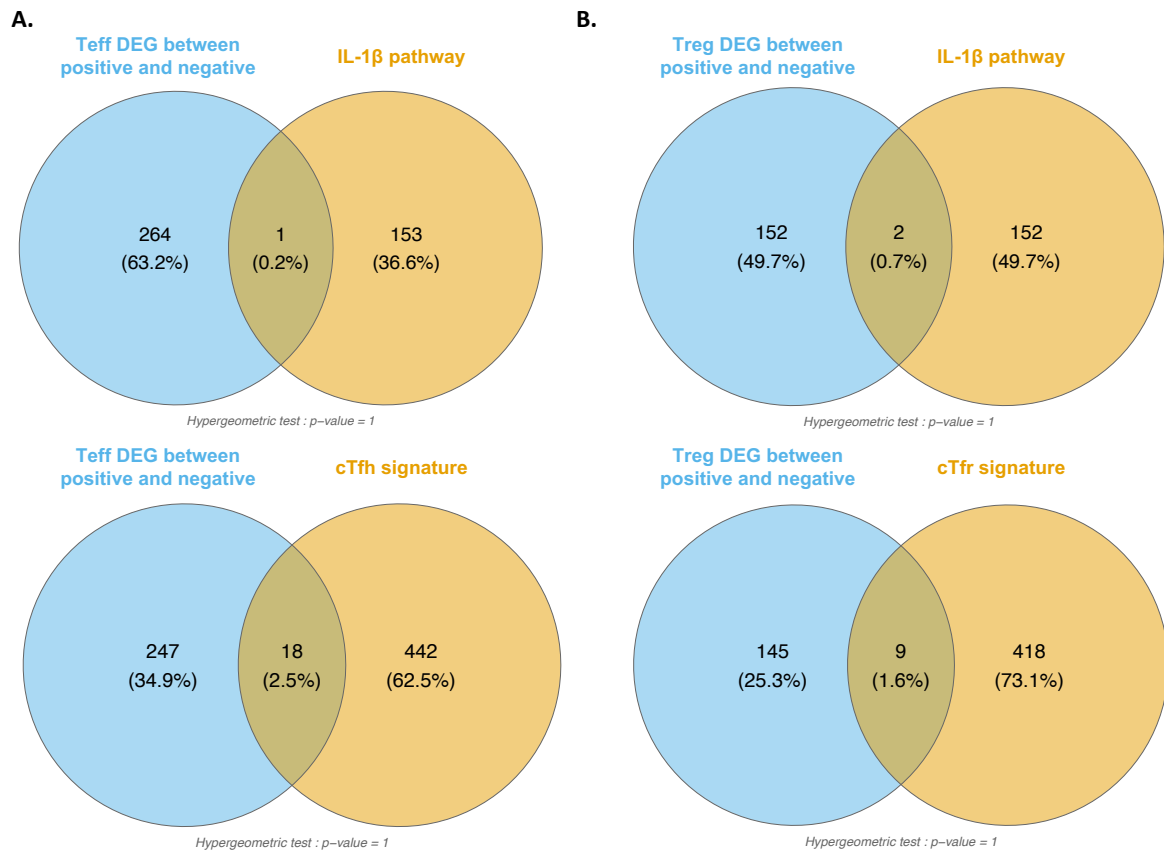 A.
Teff DEG between
positive and negative
IL-1β pathway
264
(63.2%)
1
(0.2%)
153
(36.6%)
Hypergeometric test : p−value = 1
Teff DEG between
positive and negative
cTfh signature
247
(34.9%)
18
(2.5%)
442
(62.5%)
Hypergeometric test : p−value = 1
B.
Treg DEG between
positive and negative
IL-1β pathway
152
(49.7%)
2
(0.7%)
152
(49.7%)
Hypergeometric test : p−value = 1
Treg DEG between
positive and negative
cTfr signature
145
(25.3%)
9
(1.6%)
418
(73.1%)
Hypergeometric test : p−value = 1